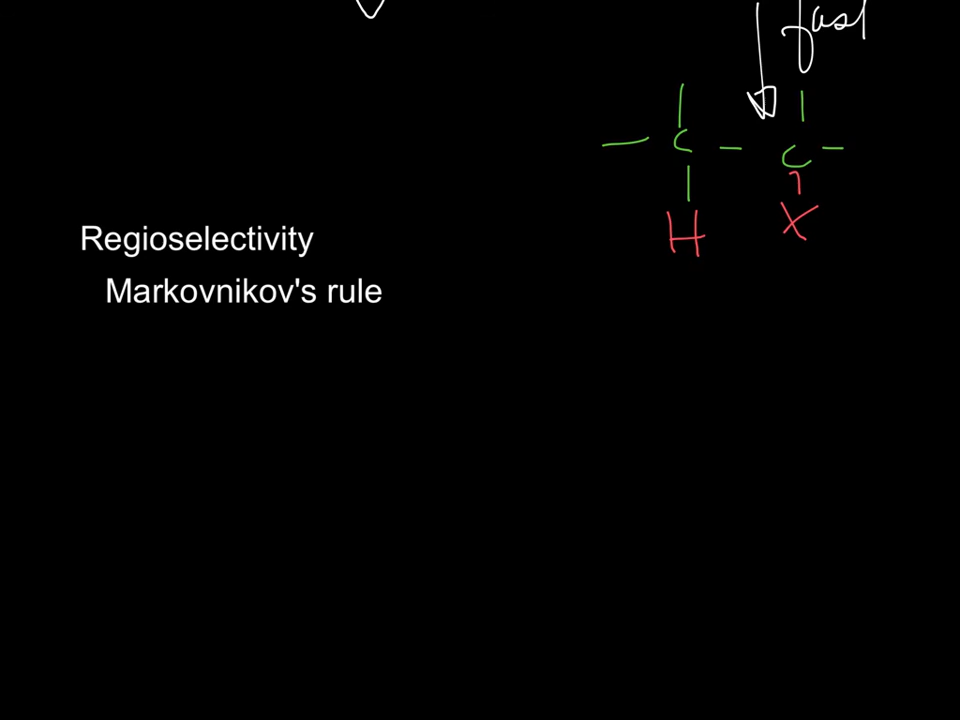 fast
— C — C —
H X
Regioselectivity
Markovnikov's rule